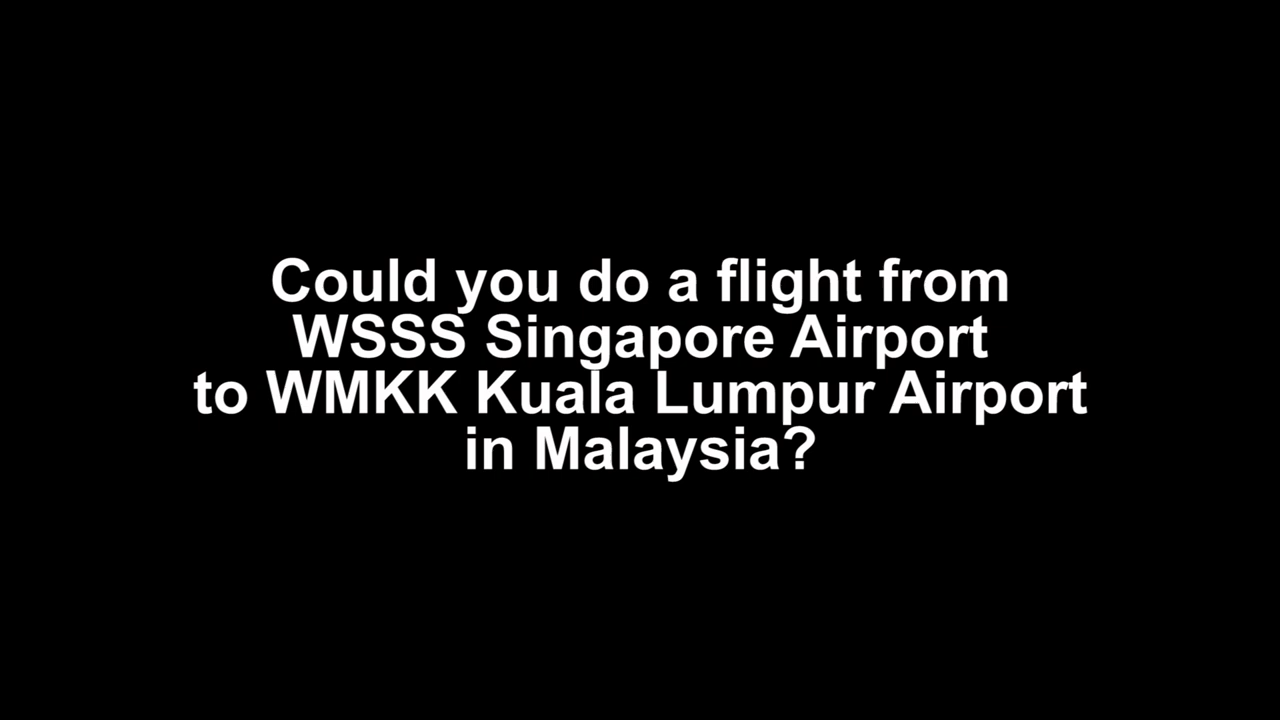 Could you do a flight from
WSSS Singapore Airport
to WMKK Kuala Lumpur Airport
in Malaysia?